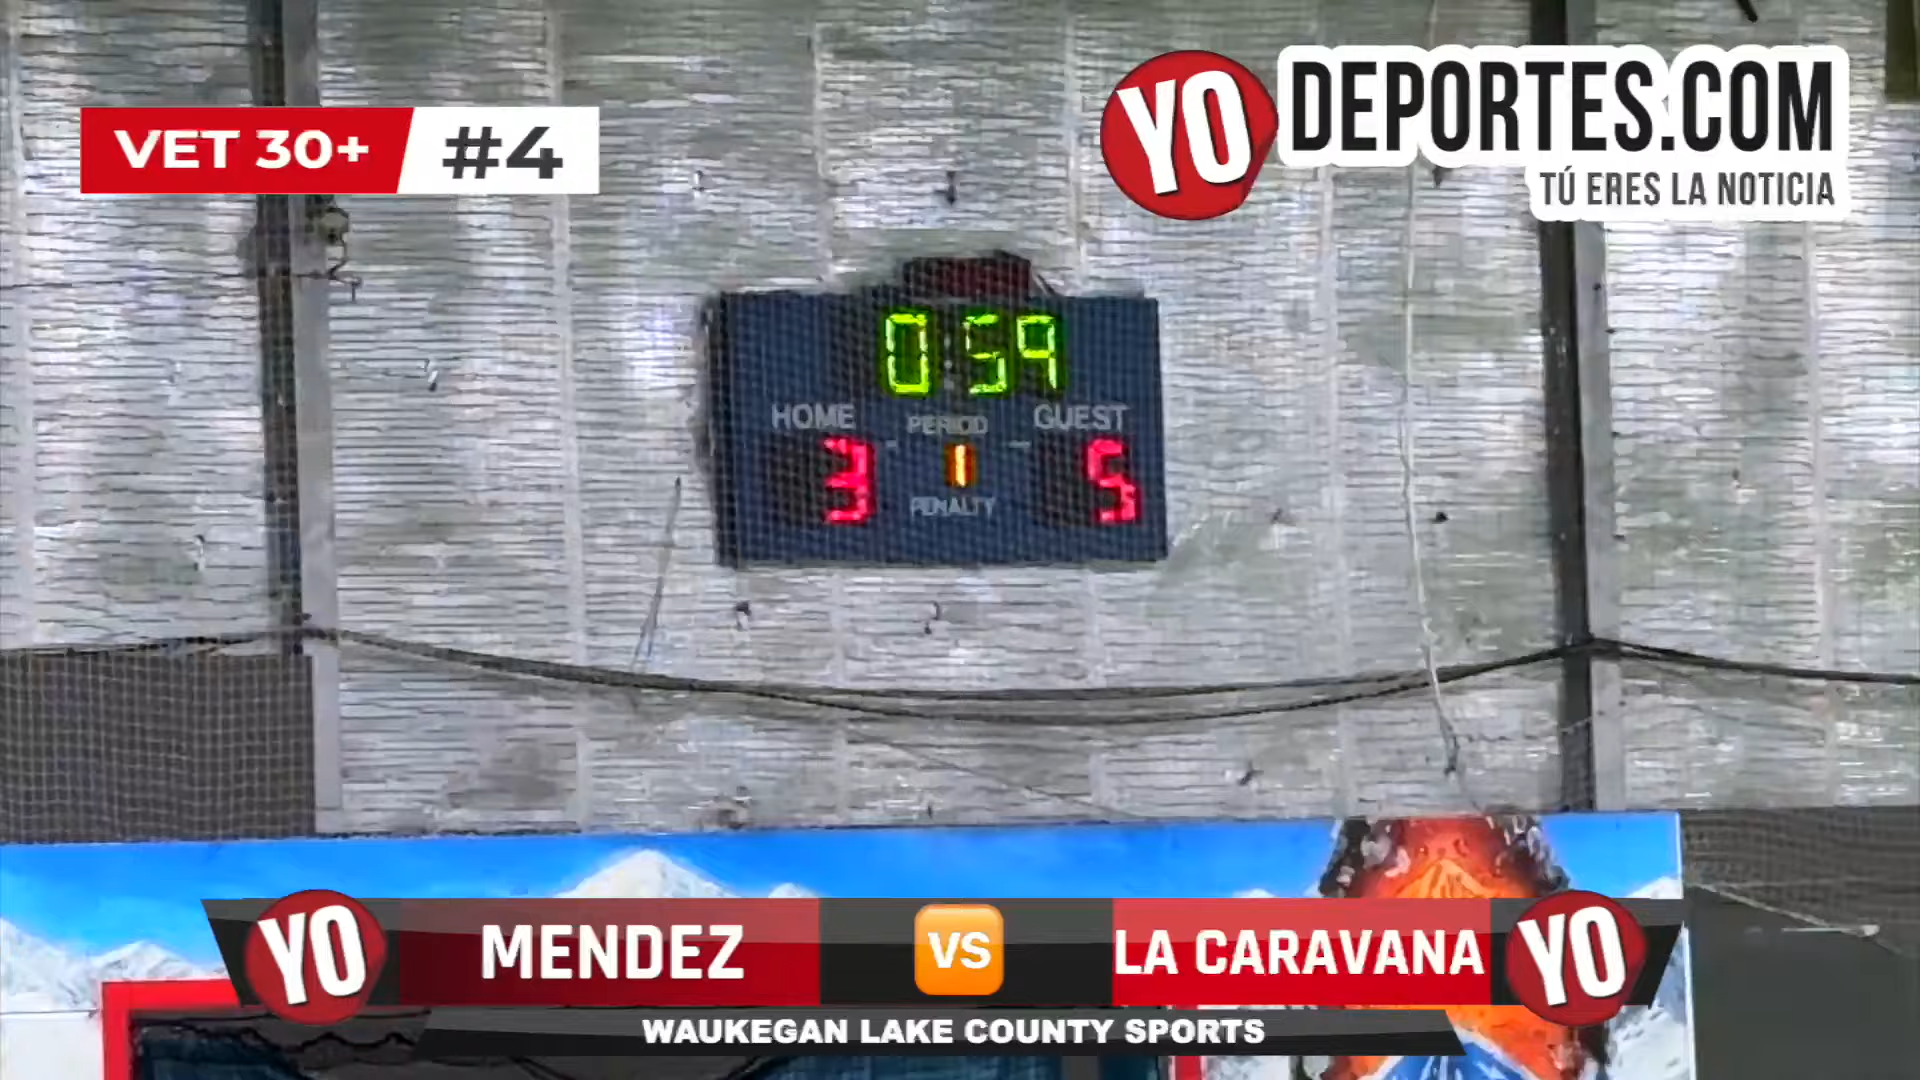 VET 30+ #4
YO DEPORTES.COM
TÚ ERES LA NOTICIA
0:59
HOME PERIOD GUEST
3 1 5
PENALTY
YO MENDEZ VS LA CARAVANA YO
WAUKEGAN LAKE COUNTY SPORTS